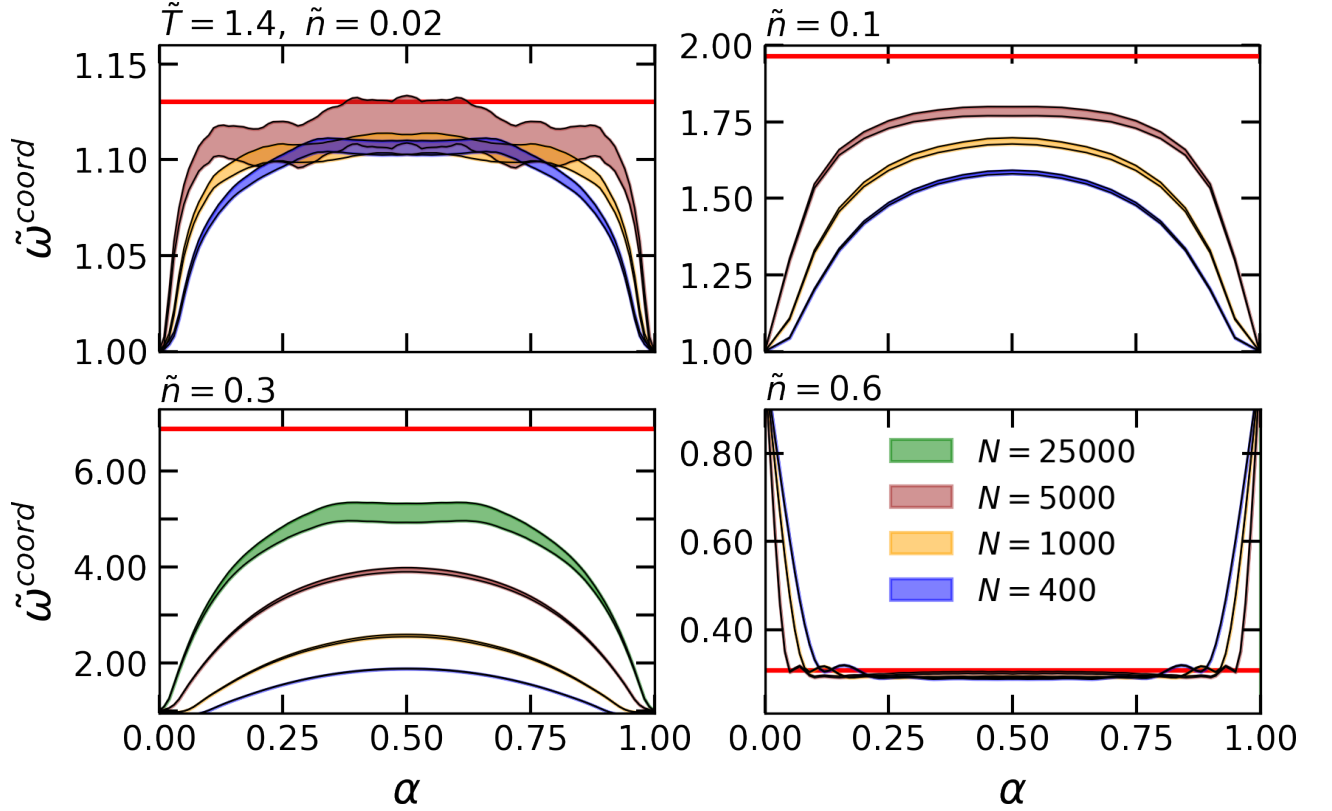 T̃ = 1.4, ñ = 0.02
1.15
1.10
1.05
1.00
ω̃^coord
ñ = 0.1
2.00
1.75
1.50
1.25
1.00
ñ = 0.3
6.00
4.00
2.00
ω̃^coord
0.00 0.25 0.50 0.75 1.00
α
ñ = 0.6
0.80
0.60
0.40
N = 25000
N = 5000
N = 1000
N = 400
0.00 0.25 0.50 0.75 1.00
α